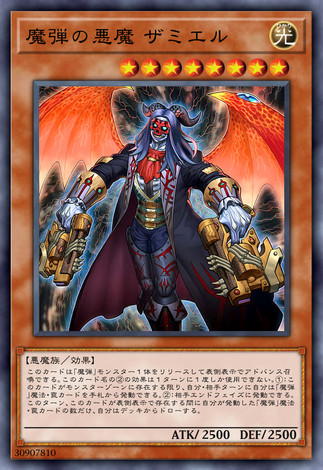 魔弾の悪魔 ザミエル
光
【悪魔族／効果】
このカードは「魔弾」モンスター１体をリリースして表側表示でアドバンス召
喚できる。このカード名の②の効果は１ターンに１度しか使用できない。①：こ
のカードがモンスターゾーンに存在する限り、自分・相手ターンに自分は「魔弾」
魔法・罠カードを手札から発動できる。②：相手エンドフェイズに発動できる。
このターン、このカードが表側表示で存在する間に自分が発動した「魔弾」魔法
・罠カードの数だけ、自分はデッキからドローする。
ATK/ 2500 DEF/ 2500
30907810